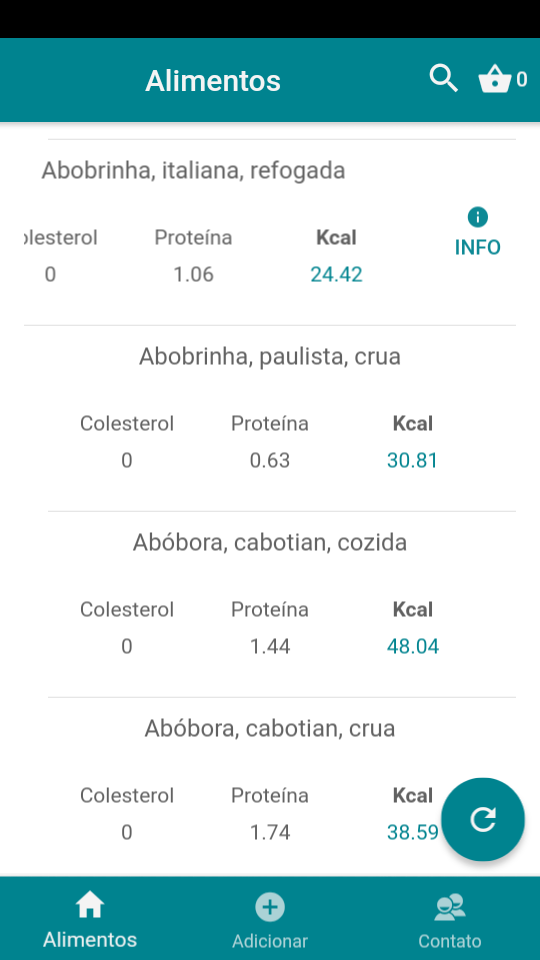 Alimentos 0
Abobrinha, italiana, refogada
olesterol Proteína Kcal
0 1.06 24.42
INFO
Abobrinha, paulista, crua
Colesterol Proteína Kcal
0 0.63 30.81
Abóbora, cabotian, cozida
Colesterol Proteína Kcal
0 1.44 48.04
Abóbora, cabotian, crua
Colesterol Proteína Kcal
0 1.74 38.59
Alimentos Adicionar Contato